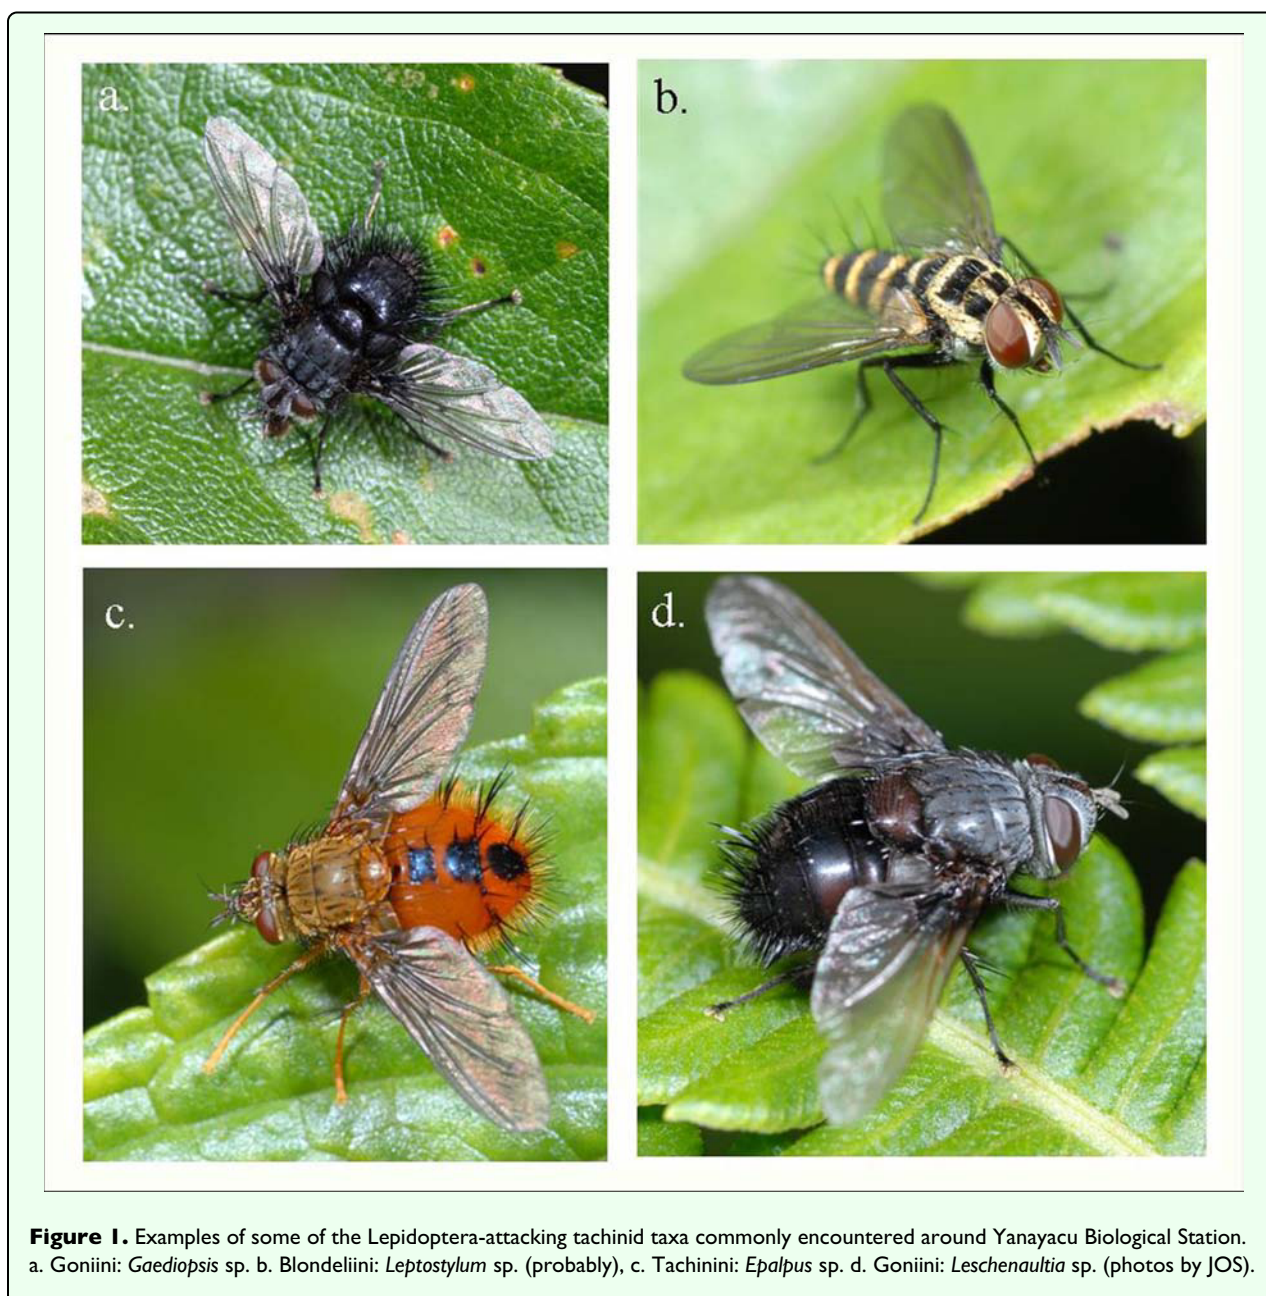 a.
b.
c.
d.
Figure 1. Examples of some of the Lepidoptera-attacking tachinid taxa commonly encountered around Yanayacu Biological Station.
a. Goniini: Gaediopsis sp. b. Blondeliini: Leptostylum sp. (probably), c. Tachinini: Epalpus sp. d. Goniini: Leschenaultia sp. (photos by JOS).